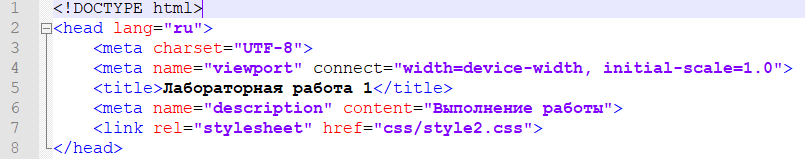 1 <!DOCTYPE html>
2 <head lang="ru">
3 <meta charset="UTF-8">
4 <meta name="viewport" connect="width=device-width, initial-scale=1.0">
5 <title>Лабораторная работа 1</title>
6 <meta name="description" content="Выполнение работы">
7 <link rel="stylesheet" href="css/style2.css">
8 </head>